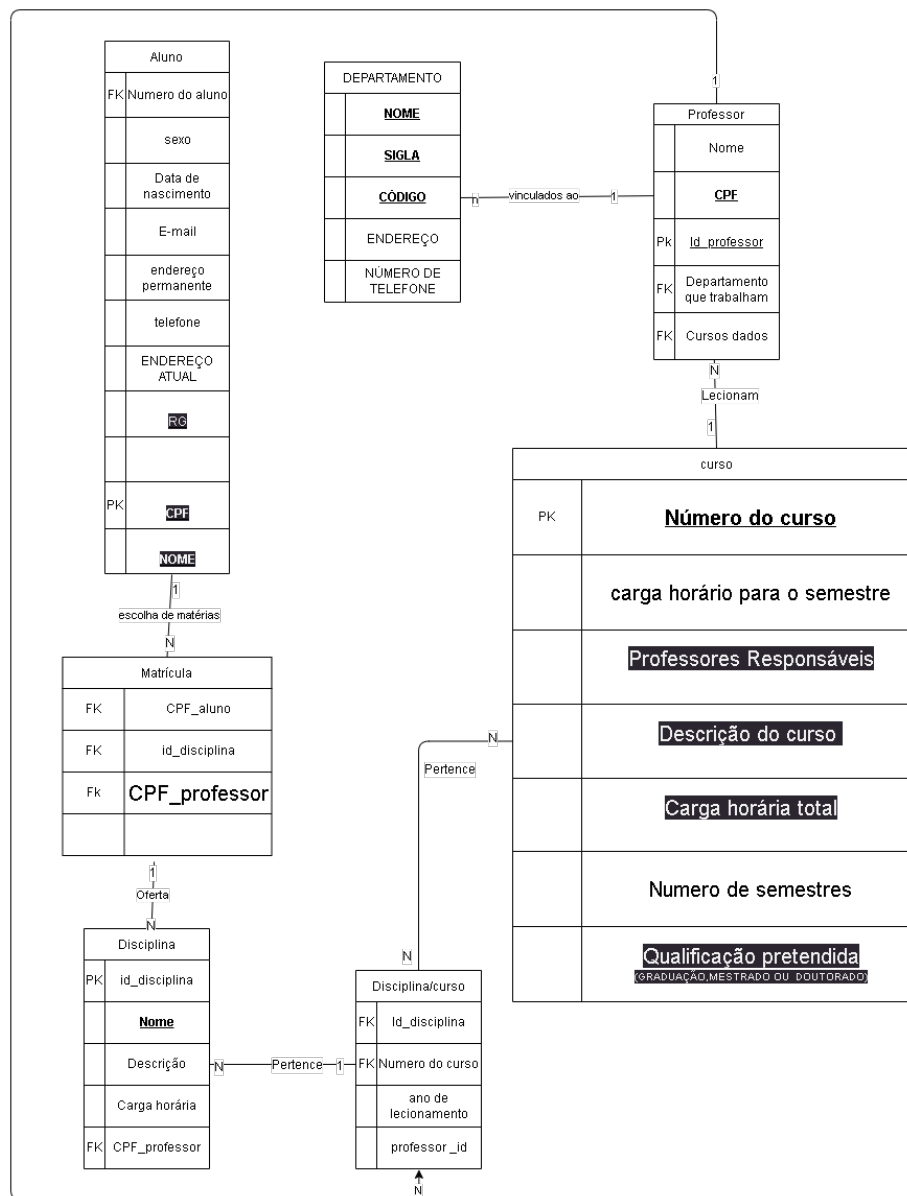 Aluno
FK Numero do aluno
sexo
Data de
nascimento
E-mail
endereço
permanente
telefone
ENDEREÇO
ATUAL
RG
PK CPF
NOME
1
escolha de matérias
N
DEPARTAMENTO
NOME
SIGLA
CÓDIGO
ENDEREÇO
NÚMERO DE
TELEFONE
n vinculados ao 1
1
Professor
Nome
CPF
Pk Id_professor
FK Departamento
que trabalham
FK Cursos dados
N
Lecionam
1
curso
PK Número do curso
carga horário para o semestre
Professores Responsáveis
Descrição do curso
Carga horária total
Numero de semestres
Qualificação pretendida
(GRADUAÇÃO,MESTRADO OU DOUTORADO)
Matrícula
FK CPF_aluno
FK id_disciplina
Fk CPF_professor
1
Oferta
N
N
Pertence
N
Disciplina
PK id_disciplina
Nome
Descrição
Carga horária
FK CPF_professor
N Pertence 1
Disciplina/curso
FK Id_disciplina
FK Numero do curso
ano de
lecionamento
professor _id
N